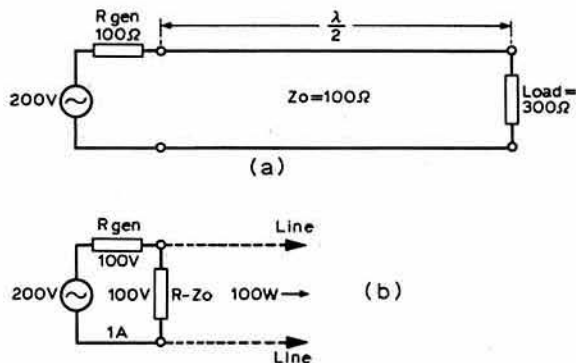 R gen
100Ω
λ
2
200V
Zo=100Ω
Load=
300Ω
(a)
R gen
100V
Line
200V
100V
R-Zo
100W
(b)
1A
Line